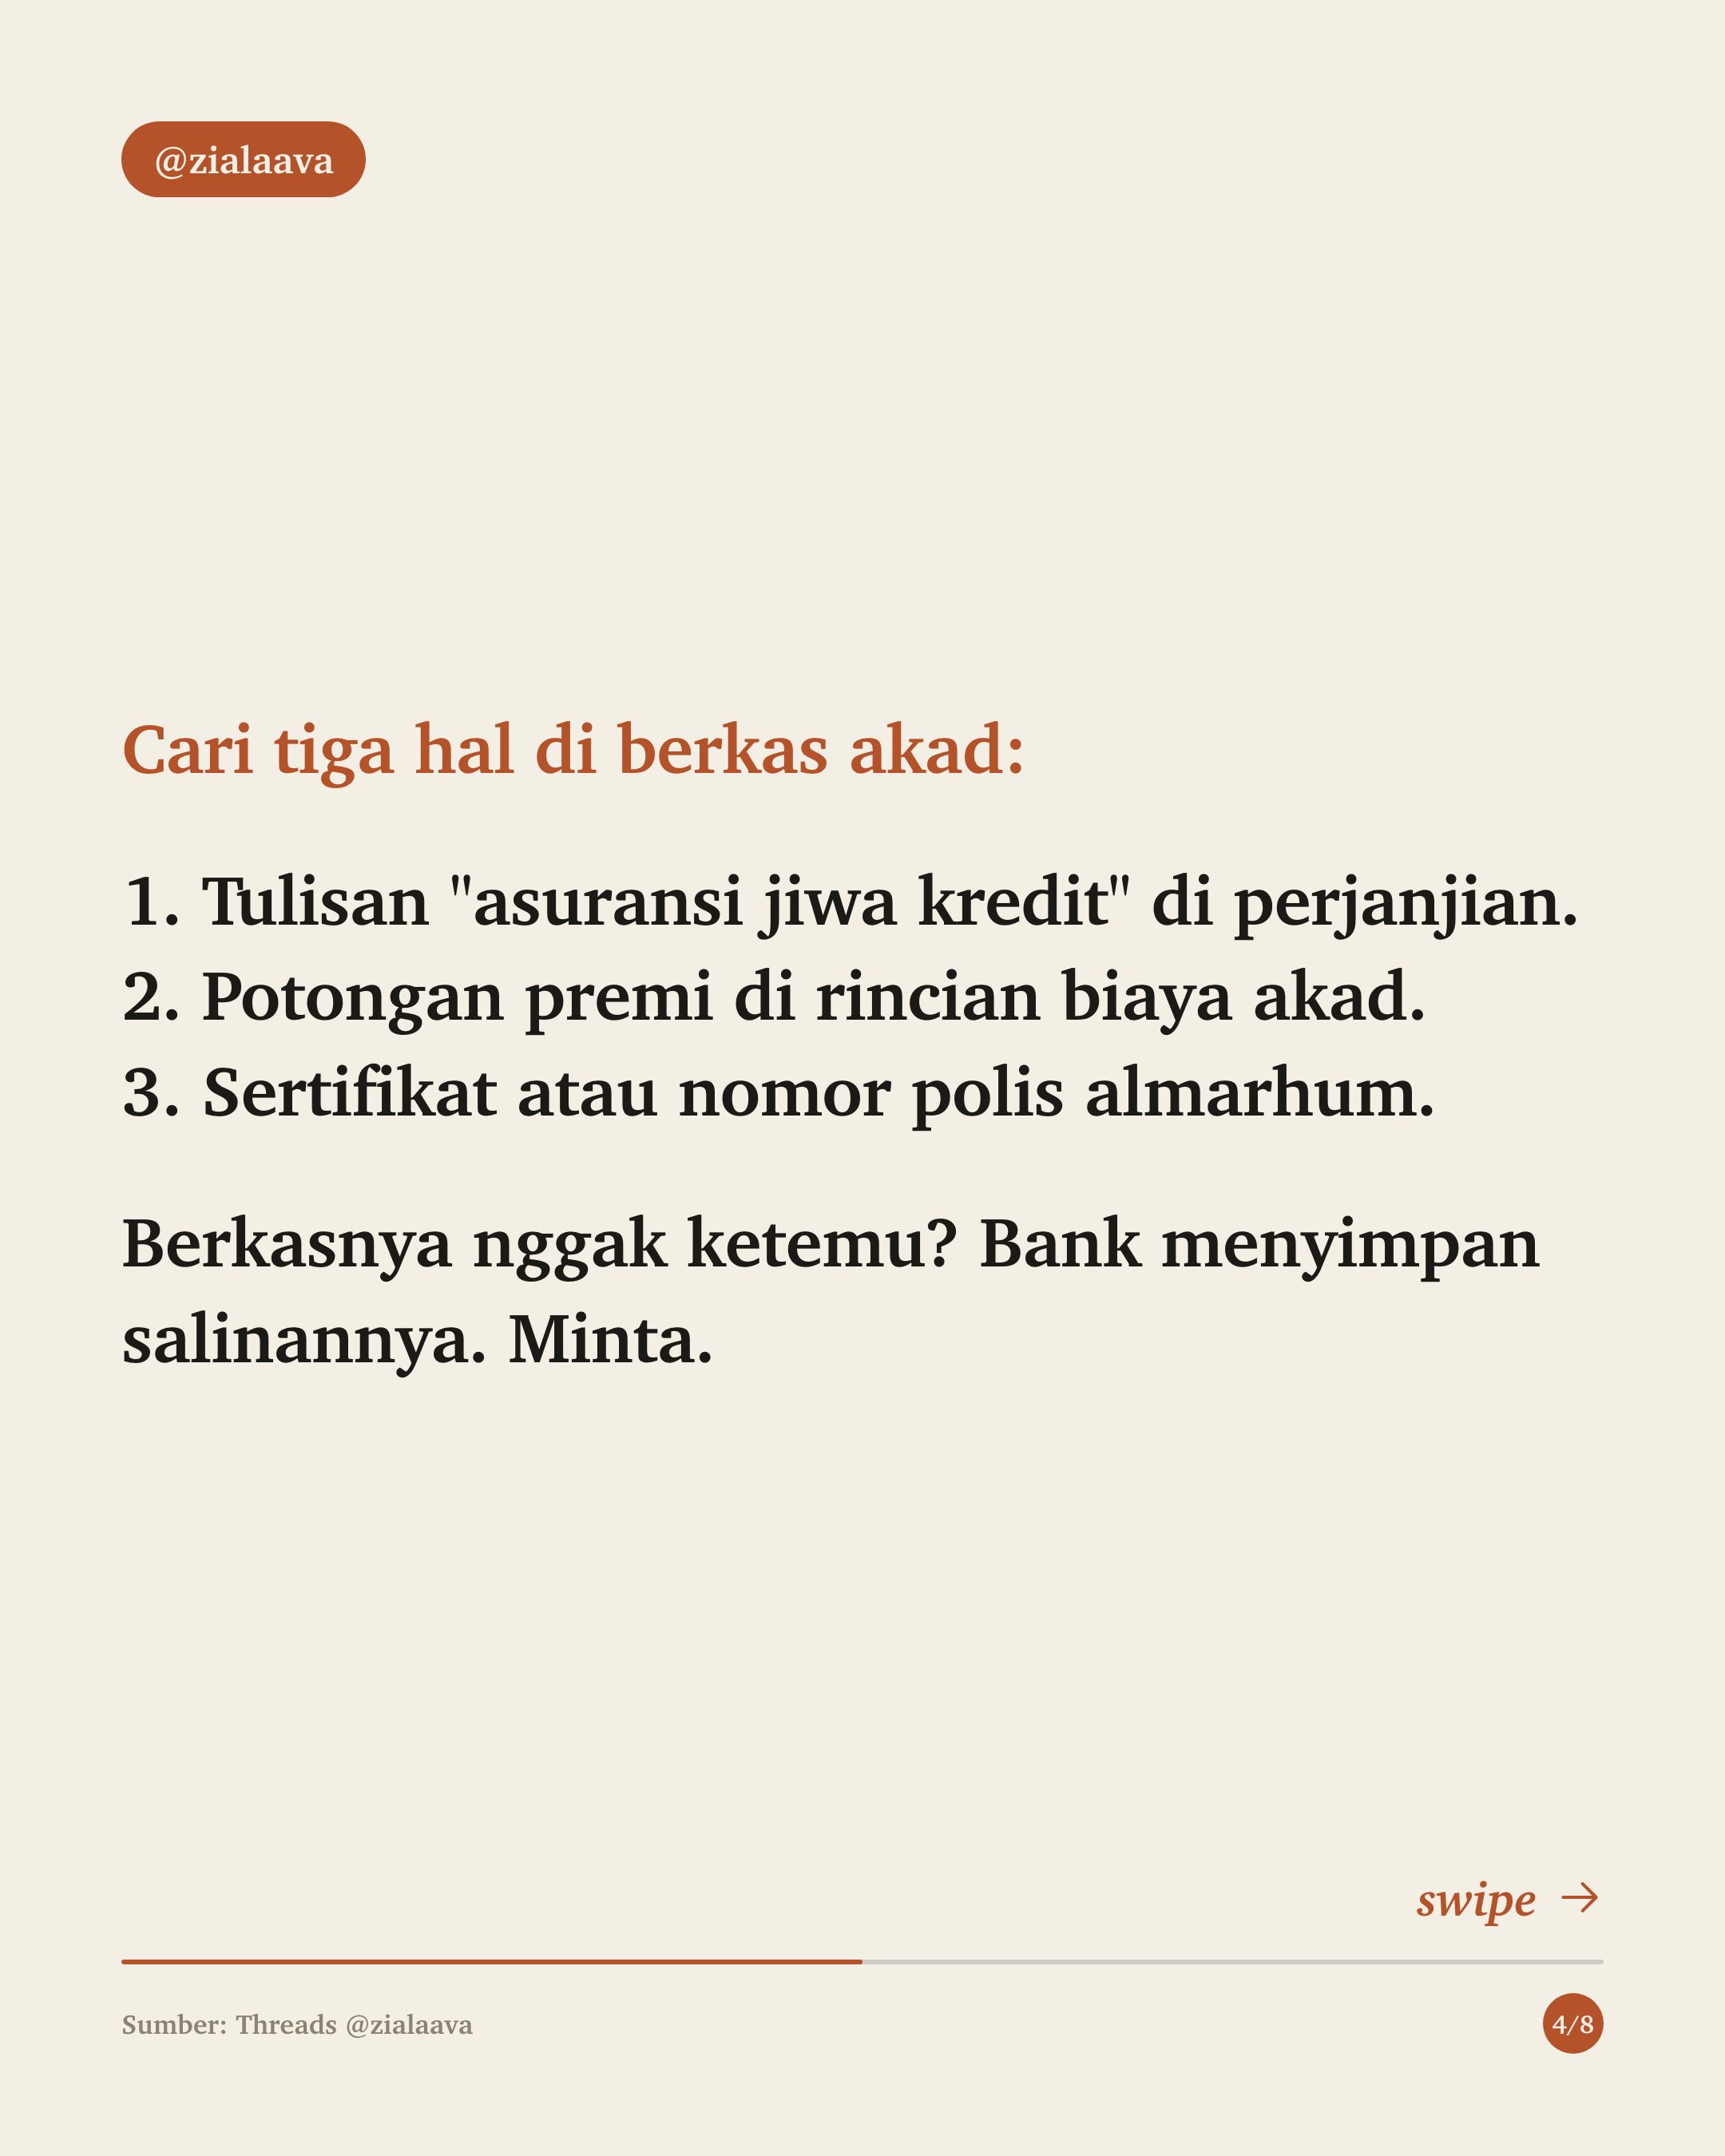 @zialaava
Cari tiga hal di berkas akad:
1. Tulisan "asuransi jiwa kredit" di perjanjian.
2. Potongan premi di rincian biaya akad.
3. Sertifikat atau nomor polis almarhum.
Berkasnya nggak ketemu? Bank menyimpan
salinannya. Minta.
swipe →
Sumber: Threads @zialaava
4/8